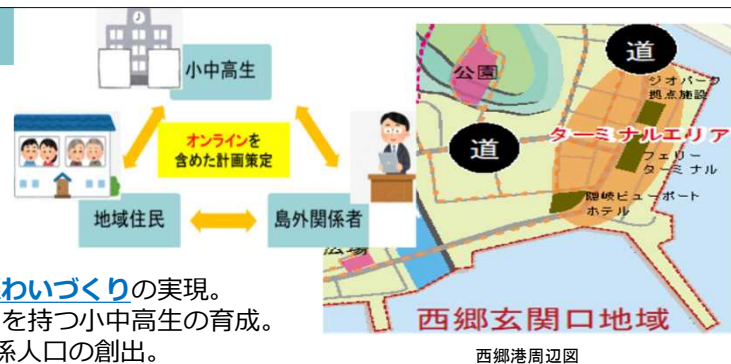 小中高生
オンラインを
含めた計画策定
地域住民
島外関係者
わいづくりの実現。
を持つ小中高生の育成。
係人口の創出。
道
公園
ジオパーク
拠点施設
ターミナルエリア
道
フェリー
ターミナル
隠岐ビューポート
ホテル
広場
西郷玄関口地域
西郷港周辺図